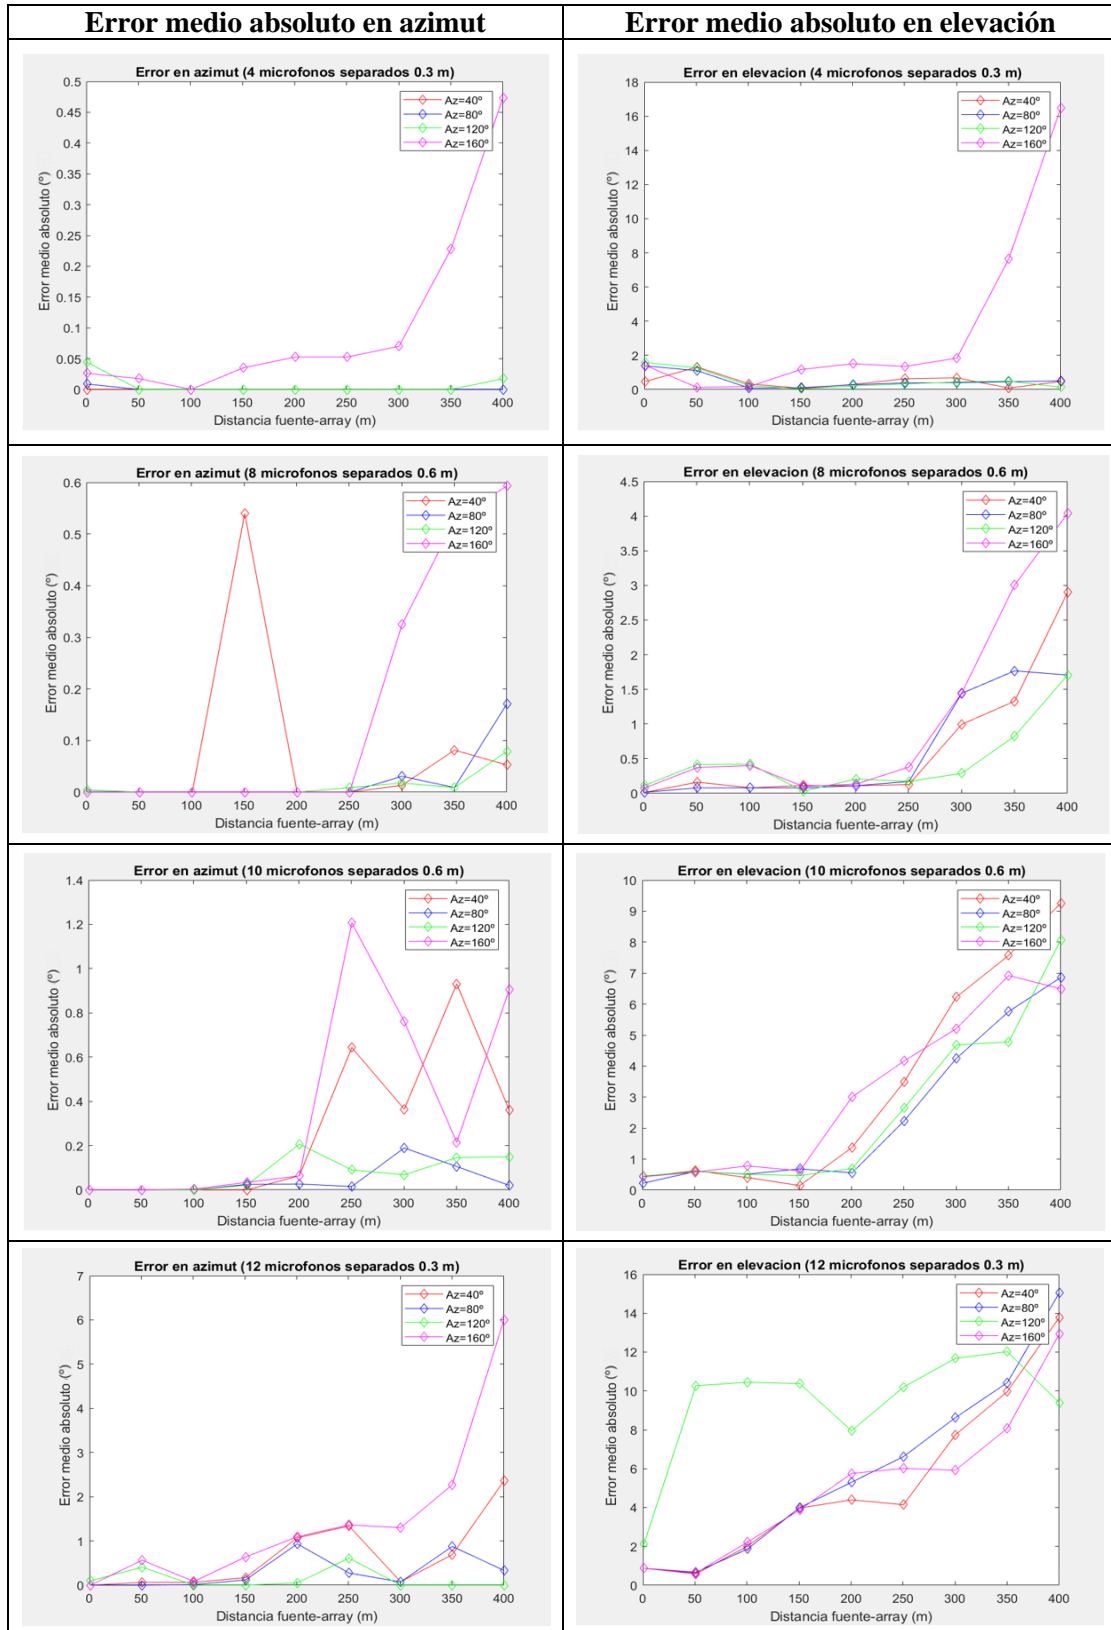 Error medio absoluto en azimut
Error medio absoluto en elevación
Error en azimut (4 microfonos separados 0.3 m)
0.5
0.45
0.4
0.35
0.3
0.25
0.2
0.15
0.1
0.05
0
Error medio absoluto (º)
Az=40º
Az=80º
Az=120º
Az=160º
0 50 100 150 200 250 300 350 400
Distancia fuente-array (m)
Error en elevacion (4 microfonos separados 0.3 m)
18
16
14
12
10
8
6
4
2
0
Error medio absoluto (º)
Az=40º
Az=80º
Az=120º
Az=160º
0 50 100 150 200 250 300 350 400
Distancia fuente-array (m)
Error en azimut (8 microfonos separados 0.6 m)
0.6
0.5
0.4
0.3
0.2
0.1
0
Error medio absoluto (º)
Az=40º
Az=80º
Az=120º
Az=160º
0 50 100 150 200 250 300 350 400
Distancia fuente-array (m)
Error en elevacion (8 microfonos separados 0.6 m)
4.5
4
3.5
3
2.5
2
1.5
1
0.5
0
Error medio absoluto (º)
Az=40º
Az=80º
Az=120º
Az=160º
0 50 100 150 200 250 300 350 400
Distancia fuente-array (m)
Error en azimut (10 microfonos separados 0.6 m)
1.4
1.2
1
0.8
0.6
0.4
0.2
0
Error medio absoluto (º)
Az=40º
Az=80º
Az=120º
Az=160º
0 50 100 150 200 250 300 350 400
Distancia fuente-array (m)
Error en elevacion (10 microfonos separados 0.6 m)
10
9
8
7
6
5
4
3
2
1
0
Error medio absoluto (º)
Az=40º
Az=80º
Az=120º
Az=160º
0 50 100 150 200 250 300 350 400
Distancia fuente-array (m)
Error en azimut (12 microfonos separados 0.3 m)
7
6
5
4
3
2
1
0
Error medio absoluto (º)
Az=40º
Az=80º
Az=120º
Az=160º
0 50 100 150 200 250 300 350 400
Distancia fuente-array (m)
Error en elevacion (12 microfonos separados 0.3 m)
16
14
12
10
8
6
4
2
0
Error medio absoluto (º)
Az=40º
Az=80º
Az=120º
Az=160º
0 50 100 150 200 250 300 350 400
Distancia fuente-array (m)